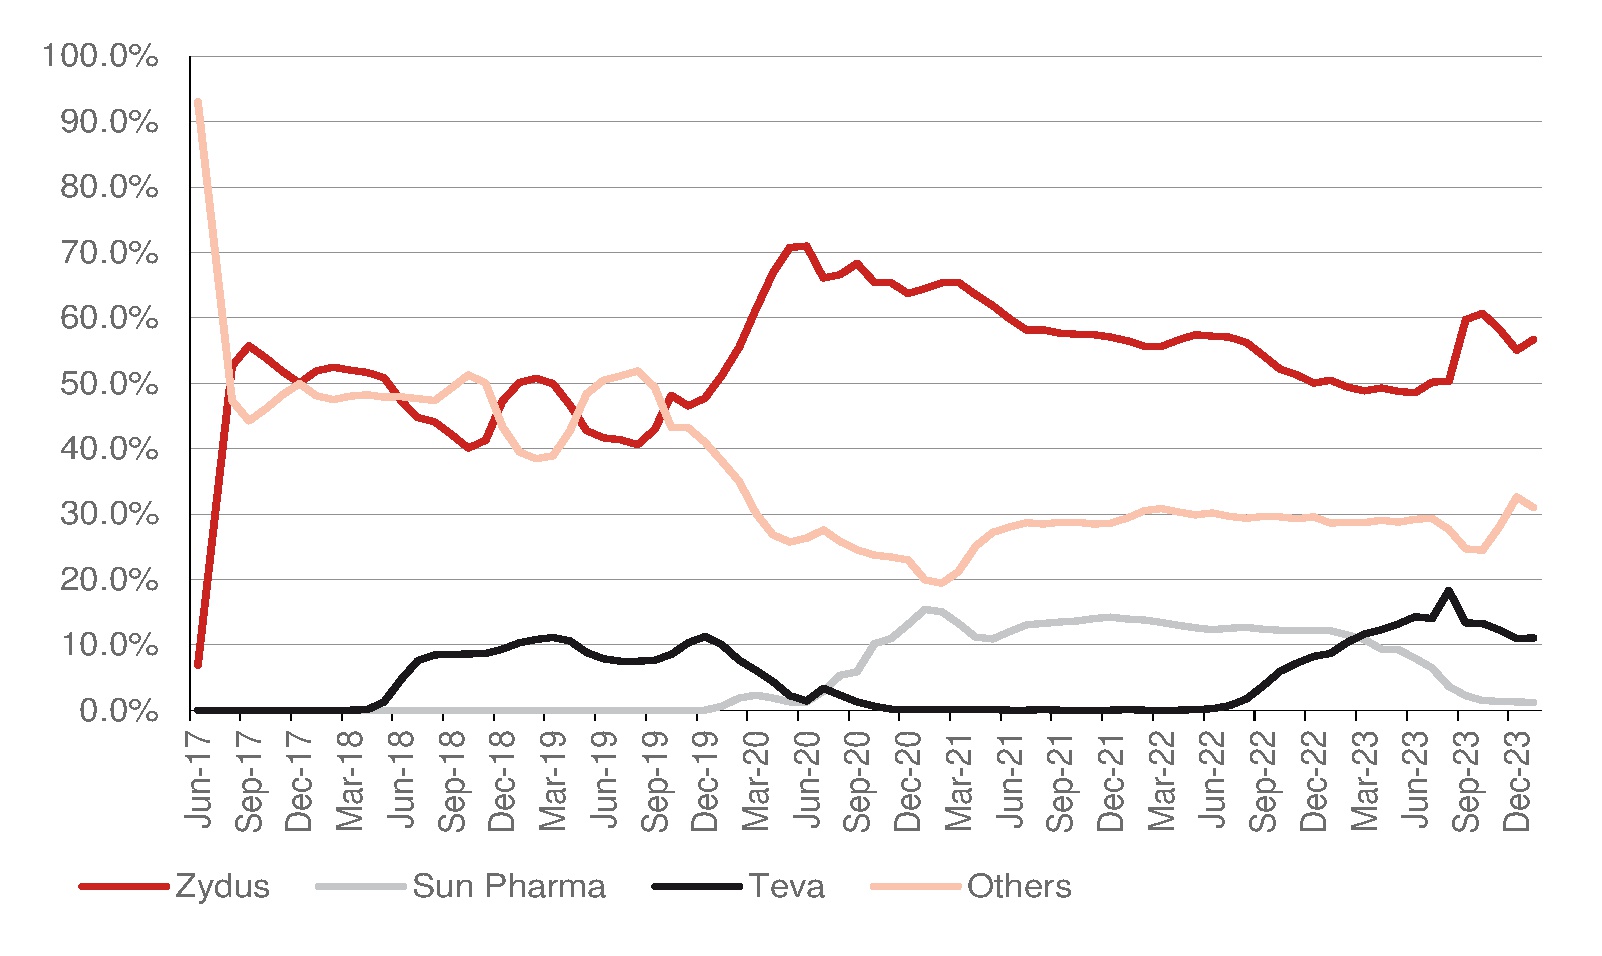 100.0%
90.0%
80.0%
70.0%
60.0%
50.0%
40.0%
30.0%
20.0%
10.0%
0.0%
Jun-17
Sep-17
Dec-17
Mar-18
Jun-18
Sep-18
Dec-18
Mar-19
Jun-19
Sep-19
Dec-19
Mar-20
Jun-20
Sep-20
Dec-20
Mar-21
Jun-21
Sep-21
Dec-21
Mar-22
Jun-22
Sep-22
Dec-22
Mar-23
Jun-23
Sep-23
Dec-23
Zydus Sun Pharma Teva Others